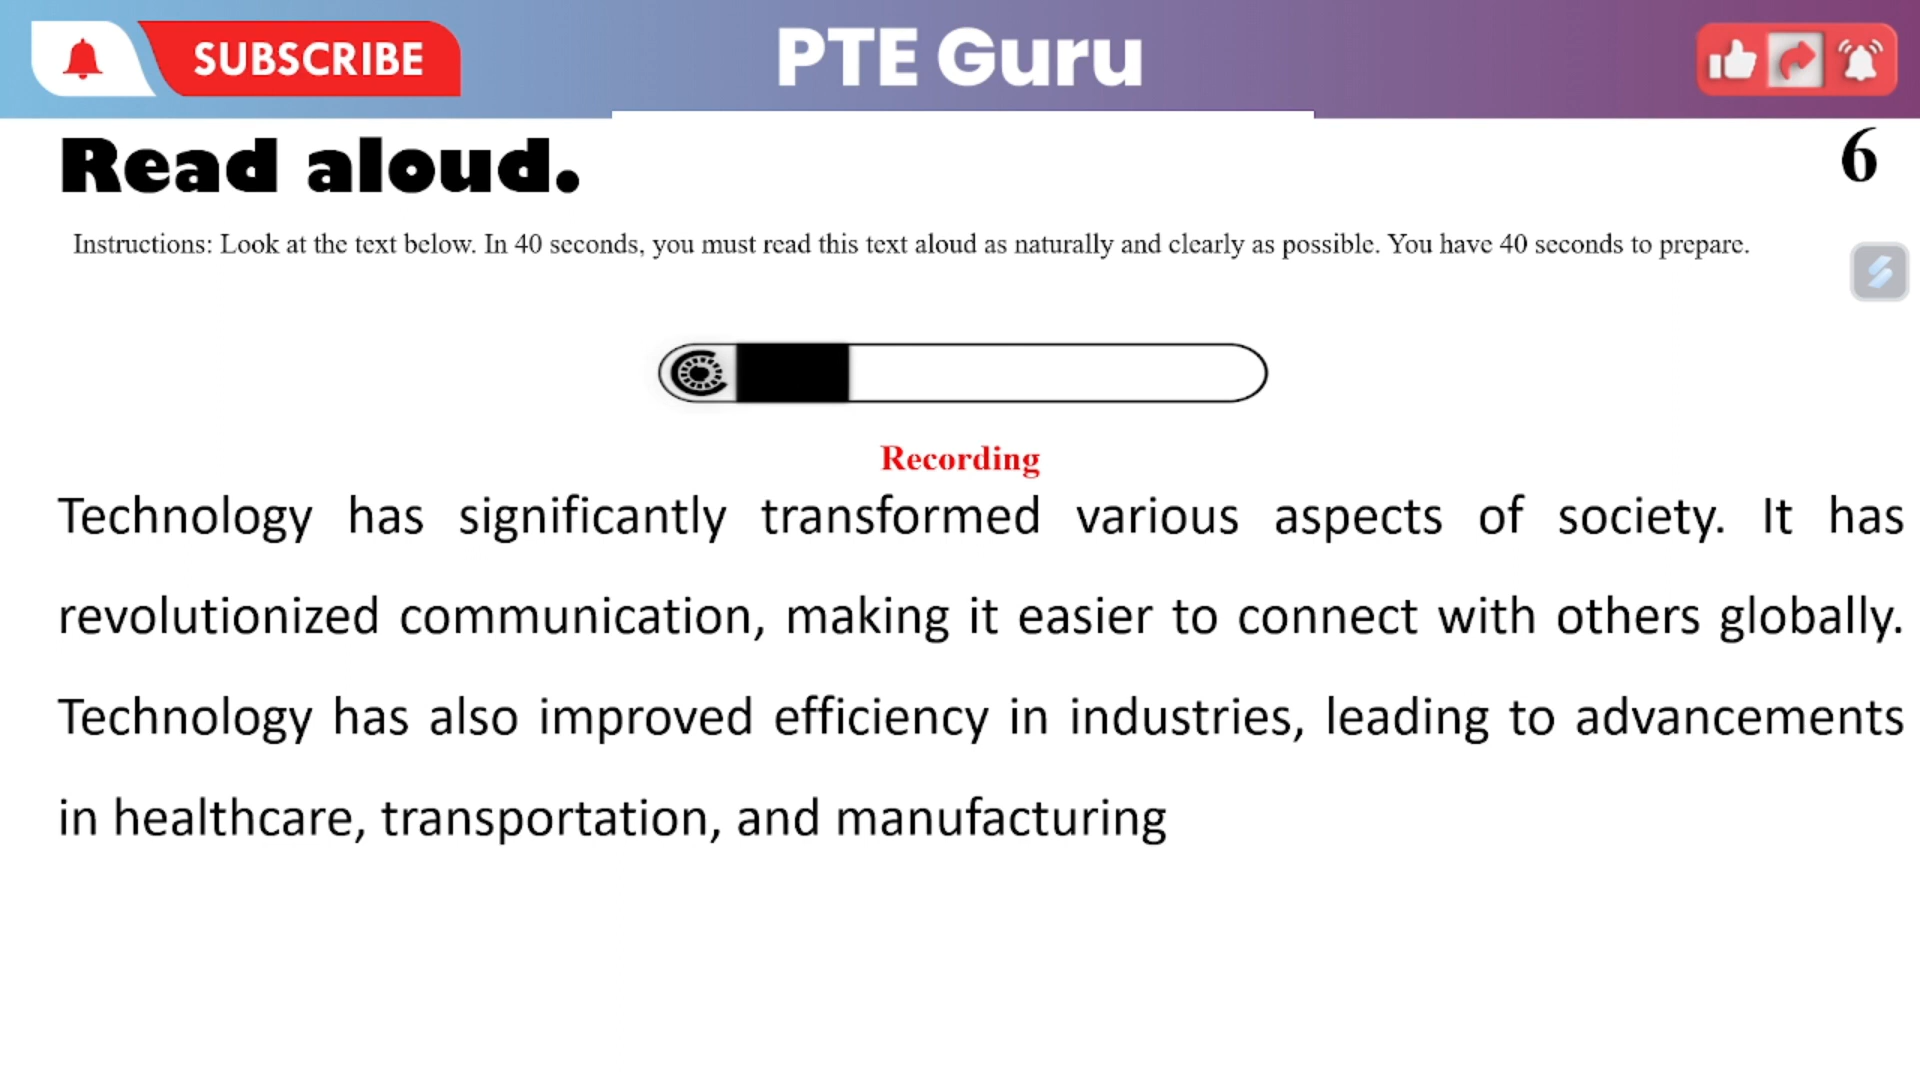 SUBSCRIBE
PTE Guru
Read aloud.
6
Instructions: Look at the text below. In 40 seconds, you must read this text aloud as naturally and clearly as possible. You have 40 seconds to prepare.
Recording
Technology has significantly transformed various aspects of society. It has
revolutionized communication, making it easier to connect with others globally.
Technology has also improved efficiency in industries, leading to advancements
in healthcare, transportation, and manufacturing